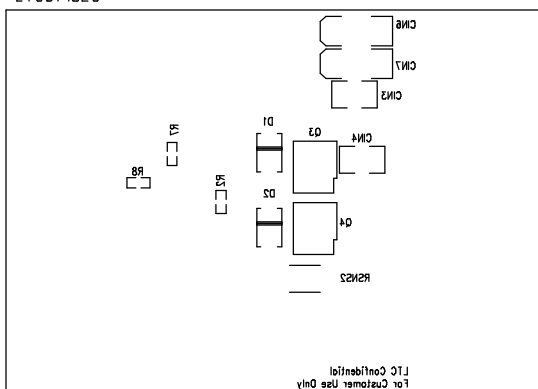 CIN6
CIN7
CIN3
D1
Q3
CIN4
R7
R8
R2
D2
Q4
RSNS2
LTC Confidential
For Customer Use Only